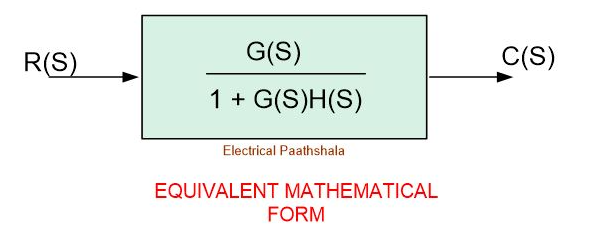 R(S)
G(S)
1 + G(S)H(S)
C(S)
Electrical Paathshala
EQUIVALENT MATHEMATICAL
FORM